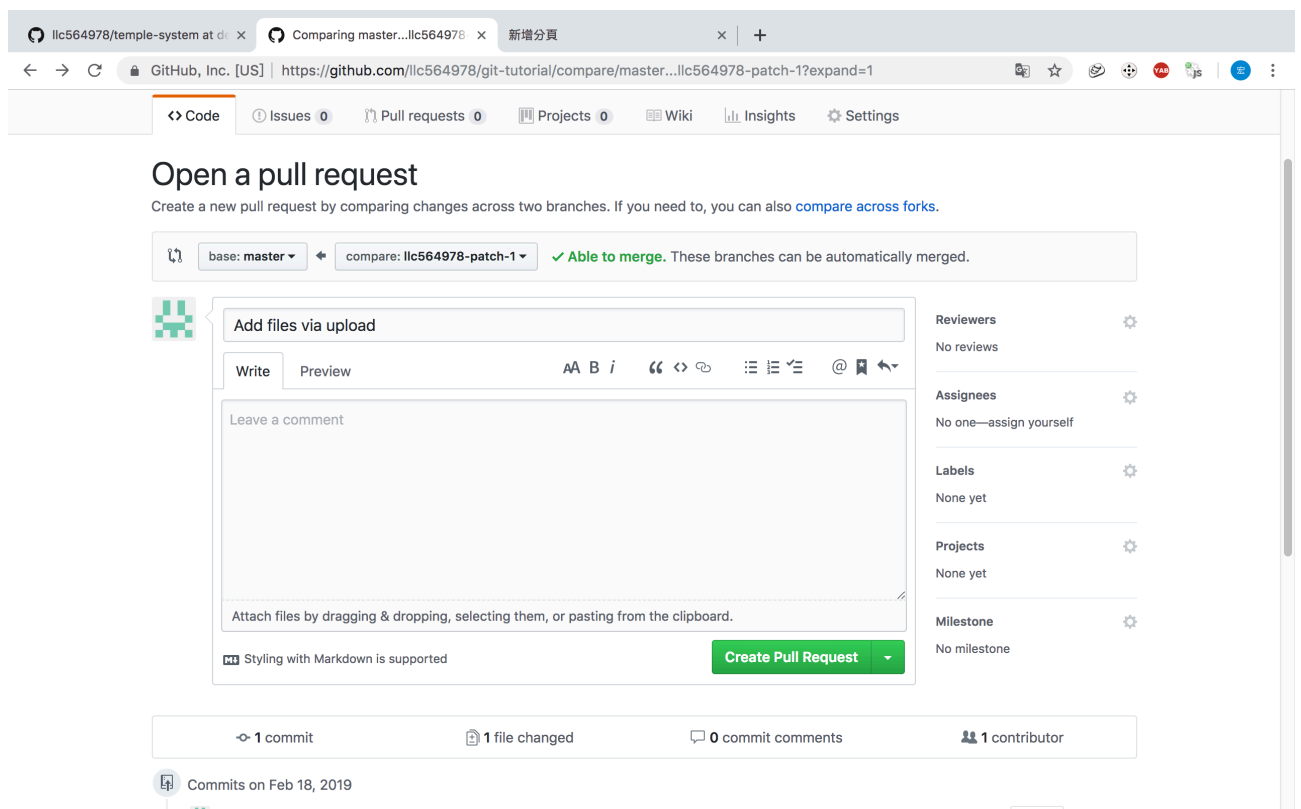 llc564978/temple-system at de
Comparing master...llc564978-
新增分頁
GitHub, Inc. [US] | https://github.com/llc564978/git-tutorial/compare/master...llc564978-patch-1?expand=1
YAB
JS
宏
Code
Issues 0
Pull requests 0
Projects 0
Wiki
Insights
Settings
Open a pull request
Create a new pull request by comparing changes across two branches. If you need to, you can also compare across forks.
base: master
compare: llc564978-patch-1
Able to merge. These branches can be automatically merged.
Add files via upload
Write
Preview
AA B i
@
Leave a comment
Attach files by dragging & dropping, selecting them, or pasting from the clipboard.
Styling with Markdown is supported
Create Pull Request
Reviewers
No reviews
Assignees
No one—assign yourself
Labels
None yet
Projects
None yet
Milestone
No milestone
1 commit
1 file changed
0 commit comments
1 contributor
Commits on Feb 18, 2019